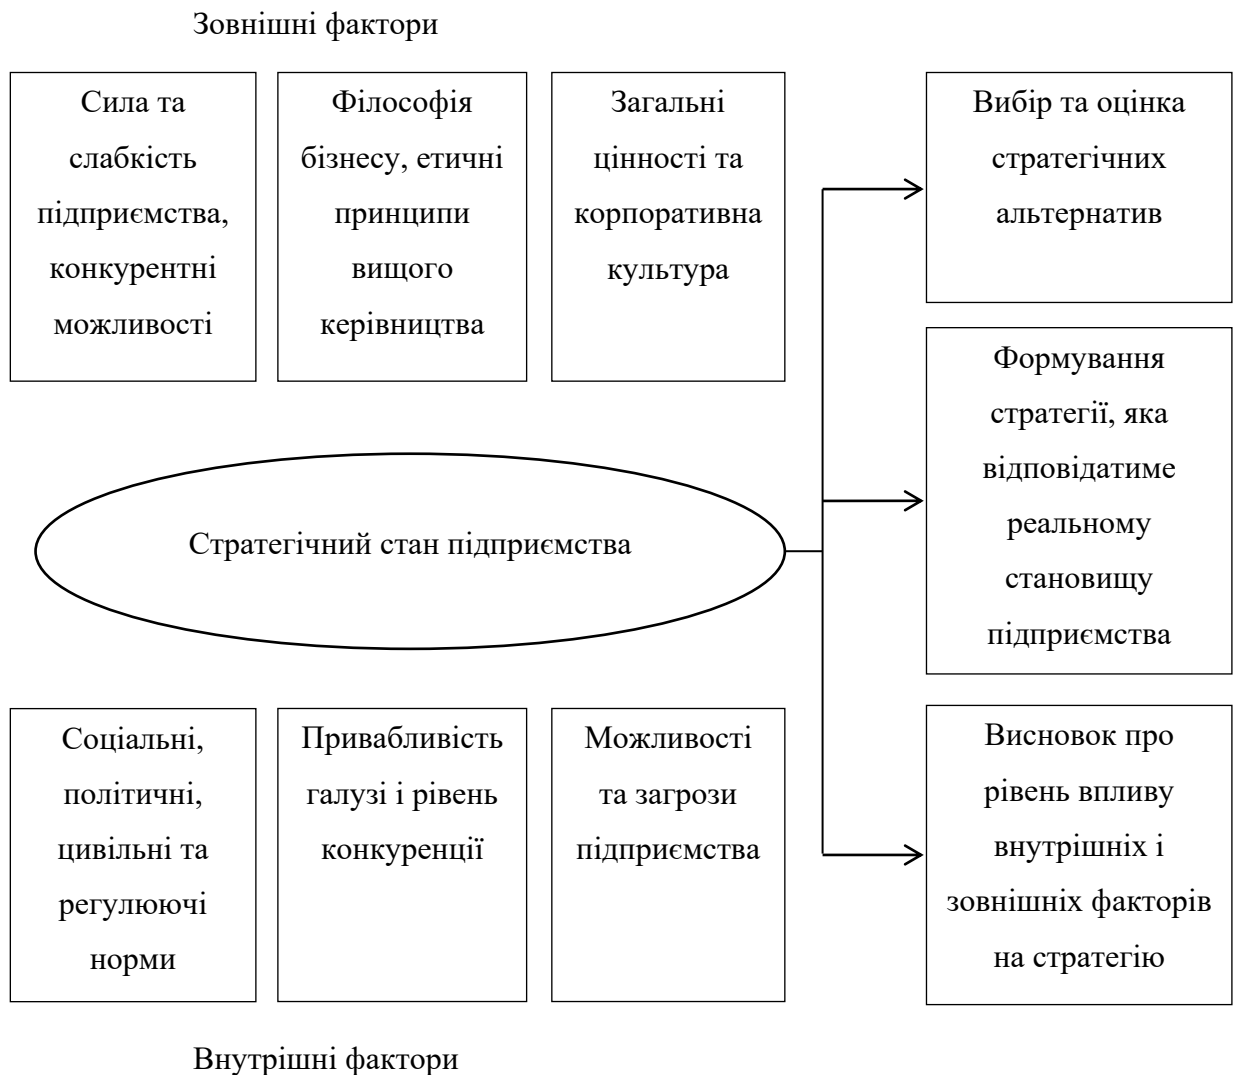 Зовнішні фактори
Сила та
слабкість
підприємства,
конкурентні
можливості
Філософія
бізнесу, етичні
принципи
вищого
керівництва
Загальні
цінності та
корпоративна
культура
Вибір та оцінка
стратегічних
альтернатив
Формування
стратегії, яка
відповідатиме
реальному
становищу
підприємства
Стратегічний стан підприємства
Соціальні,
політичні,
цивільні та
регулюючі
норми
Привабливість
галузі і рівень
конкуренції
Можливості
та загрози
підприємства
Висновок про
рівень впливу
внутрішніх і
зовнішніх факторів
на стратегію
Внутрішні фактори